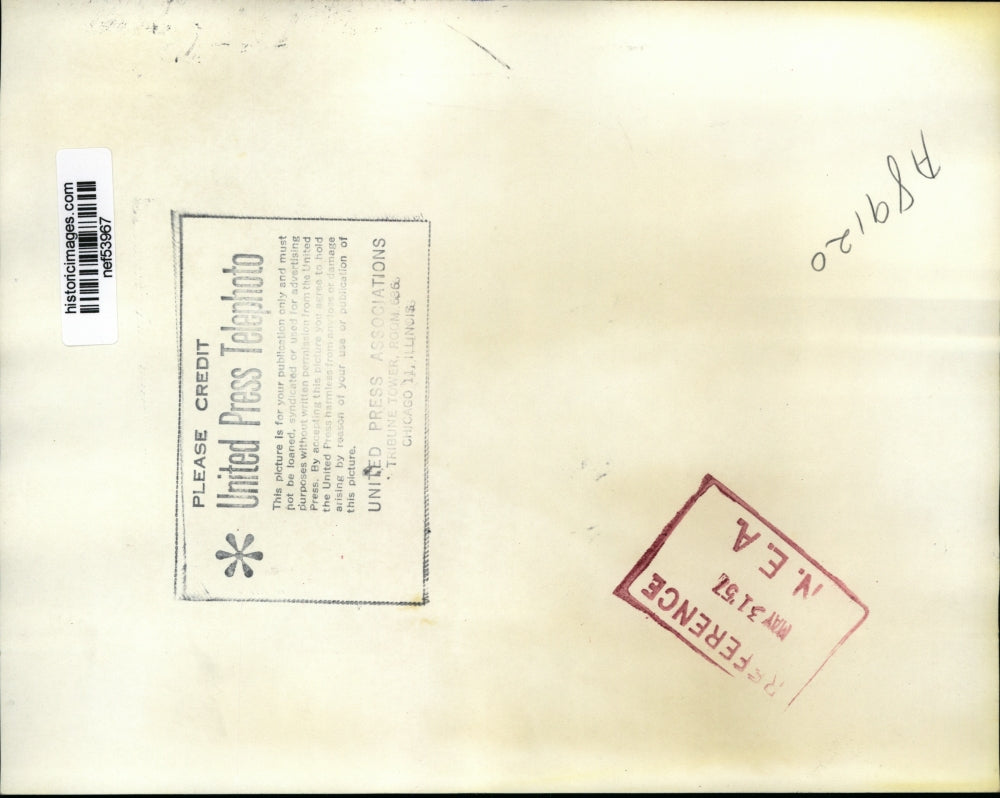 historicimages.com
nef53967
PLEASE CREDIT
United Press Telephoto
This picture is for your publication only and must
not be loaned, syndicated or used for advertising
purposes without written permission from the United
Press. By accepting this picture you agree to hold
the United Press harmless from any loss or damage
arising by reason of your use or publication of
this picture.
UNITED PRESS ASSOCIATIONS
TRIBUNE TOWER, ROOM
CHICAGO 11, ILLINOIS
A89120
REFERENCE
MAY 31 '57
N. E. A.